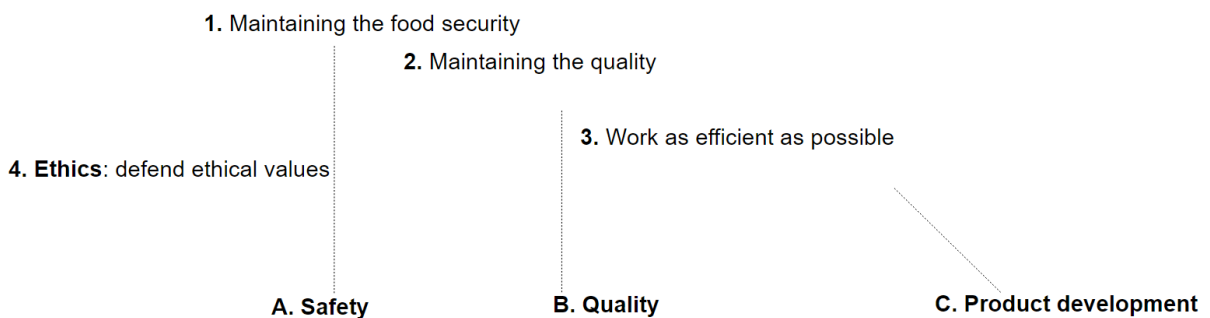 1. Maintaining the food security
2. Maintaining the quality
3. Work as efficient as possible
4. Ethics: defend ethical values
A. Safety
B. Quality
C. Product development